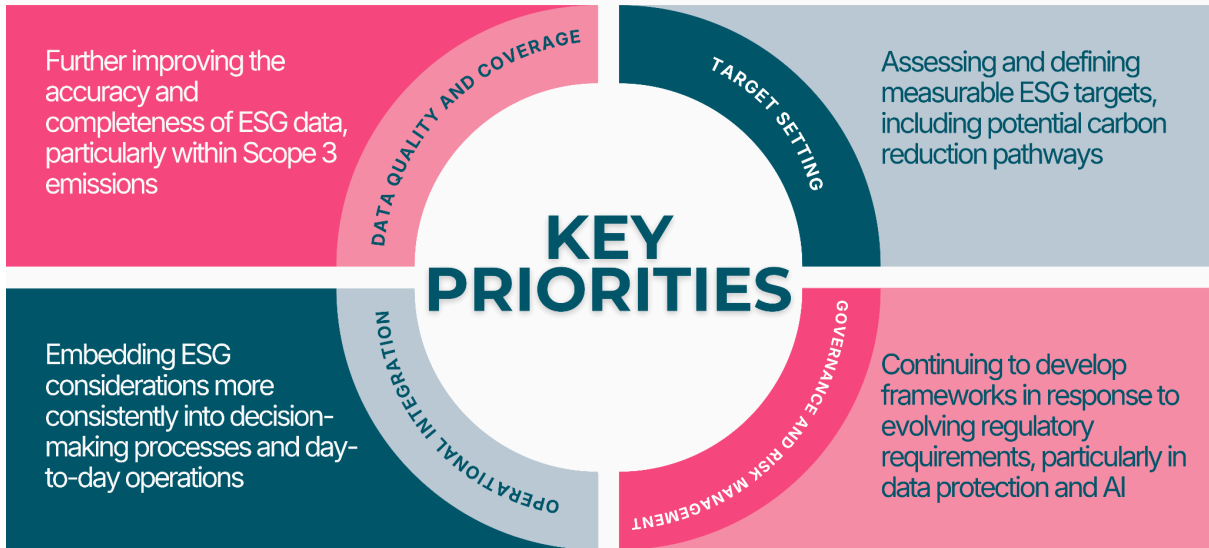 Further improving the
accuracy and
completeness of ESG data,
particularly within Scope 3
emissions
DATA QUALITY AND COVERAGE
TARGET SETTING
Assessing and defining
measurable ESG targets,
including potential carbon
reduction pathways
KEY
PRIORITIES
Embedding ESG
considerations more
consistently into decision-
making processes and day-
to-day operations
OPERATIONAL INTEGRATION
GOVERNANCE AND RISK MANAGEMENT
Continuing to develop
frameworks in response to
evolving regulatory
requirements, particularly in
data protection and AI